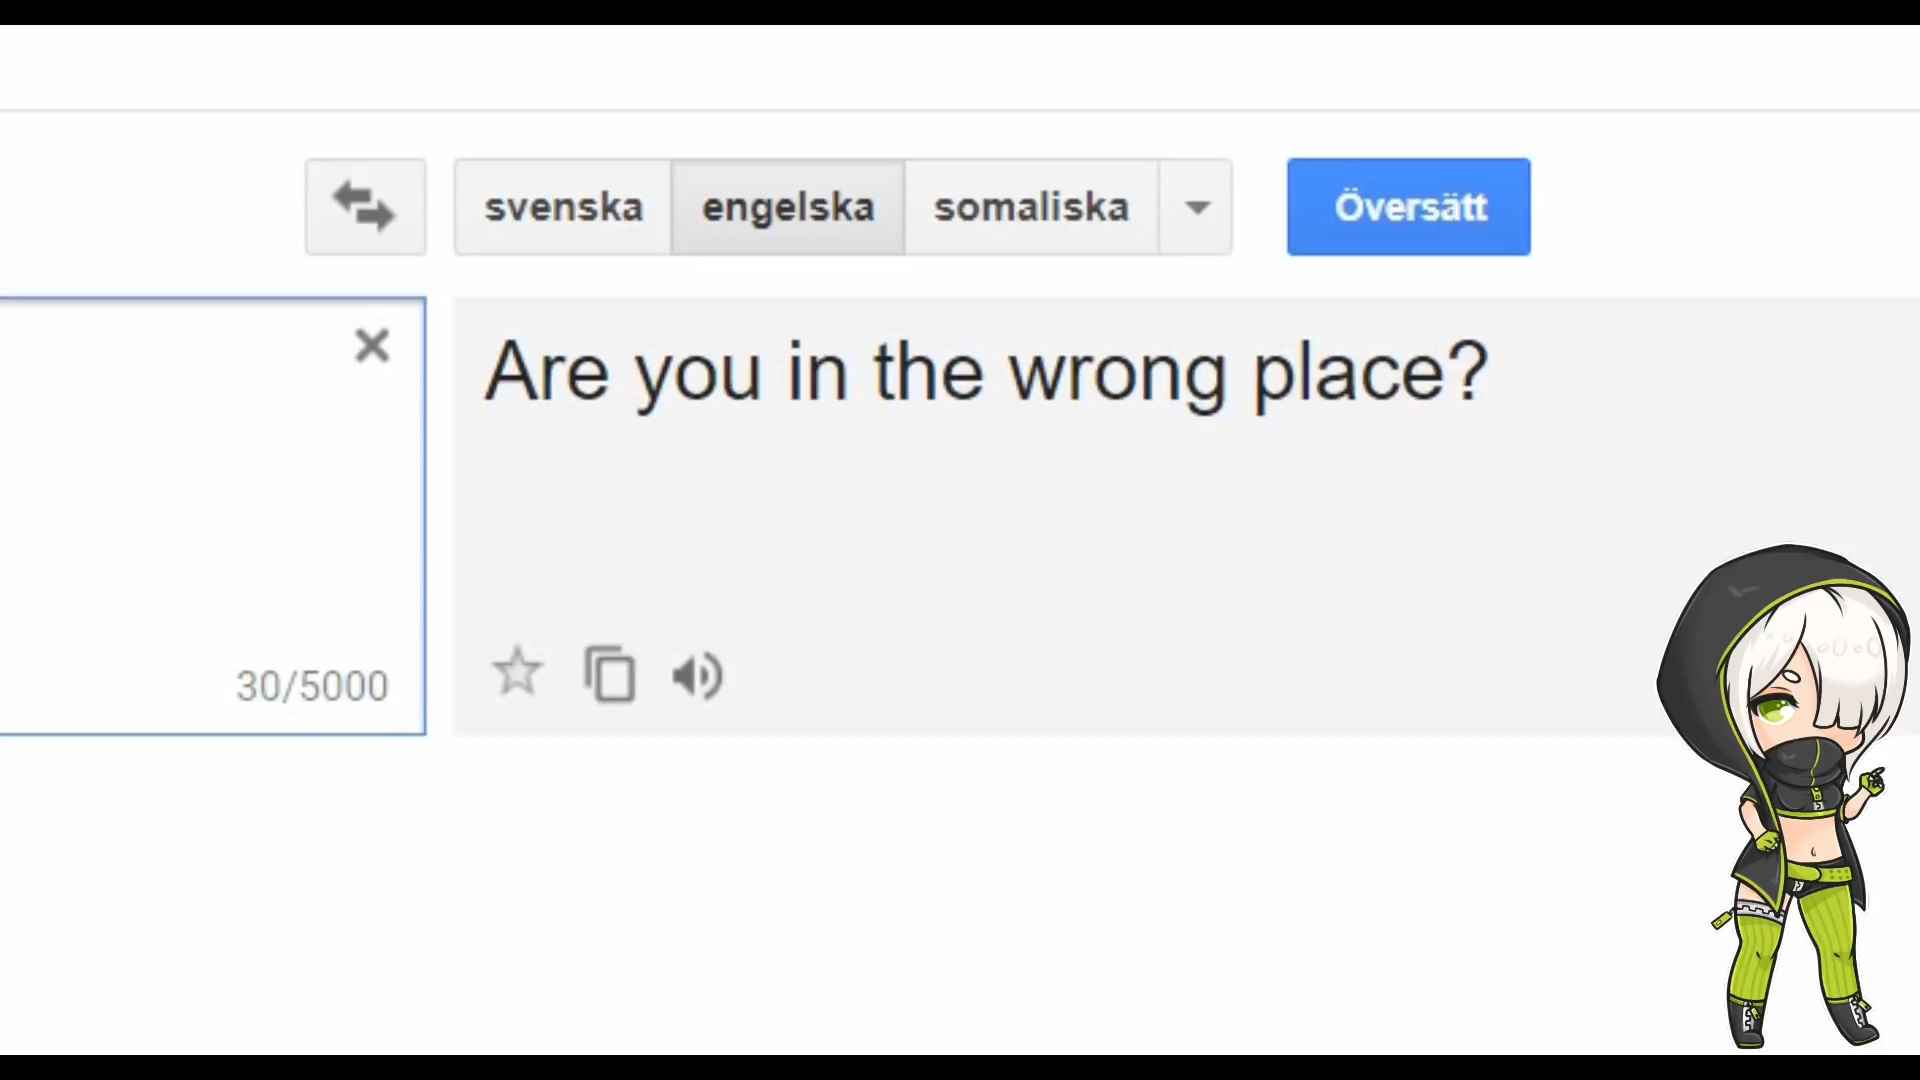 svenska engelska somaliska Översätt
Are you in the wrong place?
30/5000